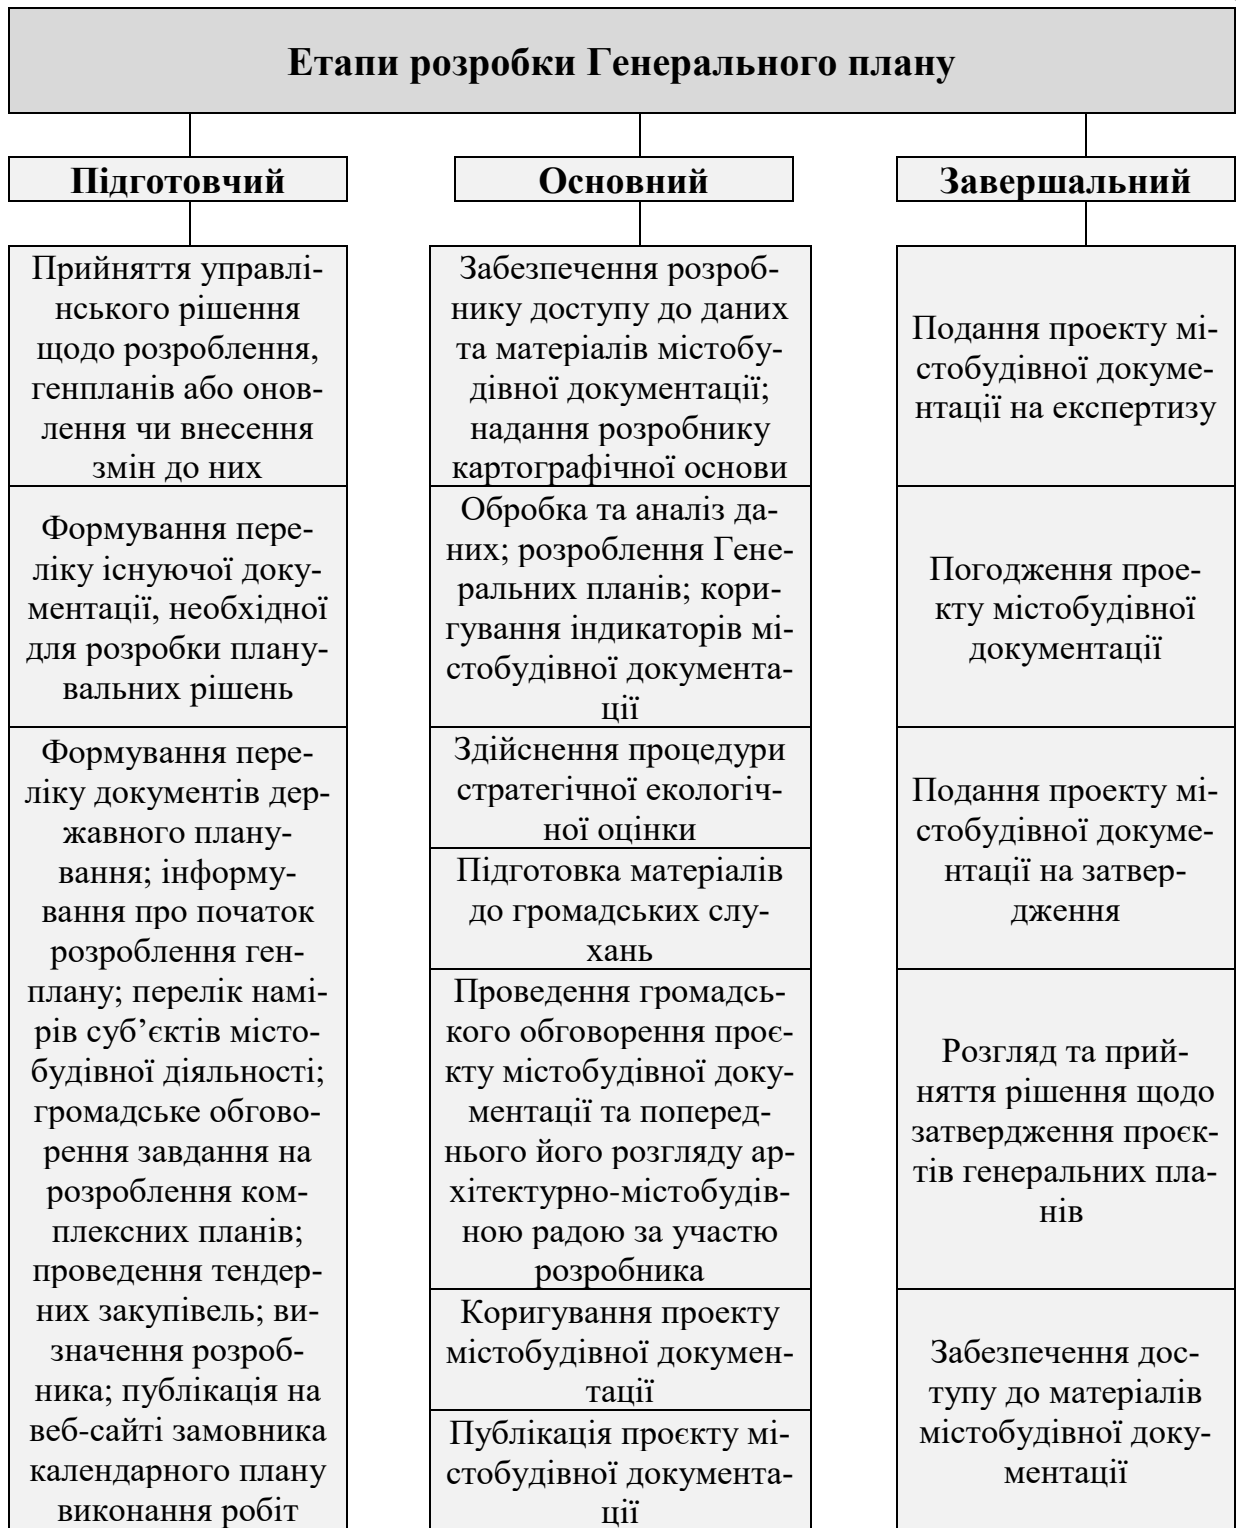 Етапи розробки Генерального плану
Підготовчий
Прийняття управлі-
нського рішення
щодо розроблення,
генпланів або онов-
лення чи внесення
змін до них
Формування пере-
ліку існуючої доку-
ментації, необхідної
для розробки плану-
вальних рішень
Формування пере-
ліку документів дер-
жавного плану-
вання; інформу-
вання про початок
розроблення ген-
плану; перелік намі-
рів суб’єктів місто-
будівної діяльності;
громадське обгово-
рення завдання на
розроблення ком-
плексних планів;
проведення тендер-
них закупівель; ви-
значення розроб-
ника; публікація на
веб-сайті замовника
календарного плану
виконання робіт
Основний
Забезпечення розроб-
нику доступу до даних
та матеріалів містобу-
дівної документації;
надання розробнику
картографічної основи
Обробка та аналіз да-
них; розроблення Гене-
ральних планів; кори-
гування індикаторів мі-
стобудівної документа-
ції
Здійснення процедури
стратегічної екологіч-
ної оцінки
Підготовка матеріалів
до громадських слу-
хань
Проведення громадсь-
кого обговорення проє-
кту містобудівної доку-
ментації та поперед-
нього його розгляду ар-
хітектурно-містобудів-
ною радою за участю
розробника
Коригування проекту
містобудівної докумен-
тації
Публікація проєкту мі-
стобудівної документа-
ції
Завершальний
Подання проекту мі-
стобудівної докуме-
нтації на експертизу
Погодження прое-
кту містобудівної
документації
Подання проекту мі-
стобудівної докуме-
нтації на затвер-
дження
Розгляд та прий-
няття рішення щодо
затвердження проєк-
тів генеральних пла-
нів
Забезпечення дос-
тупу до матеріалів
містобудівної доку-
ментації